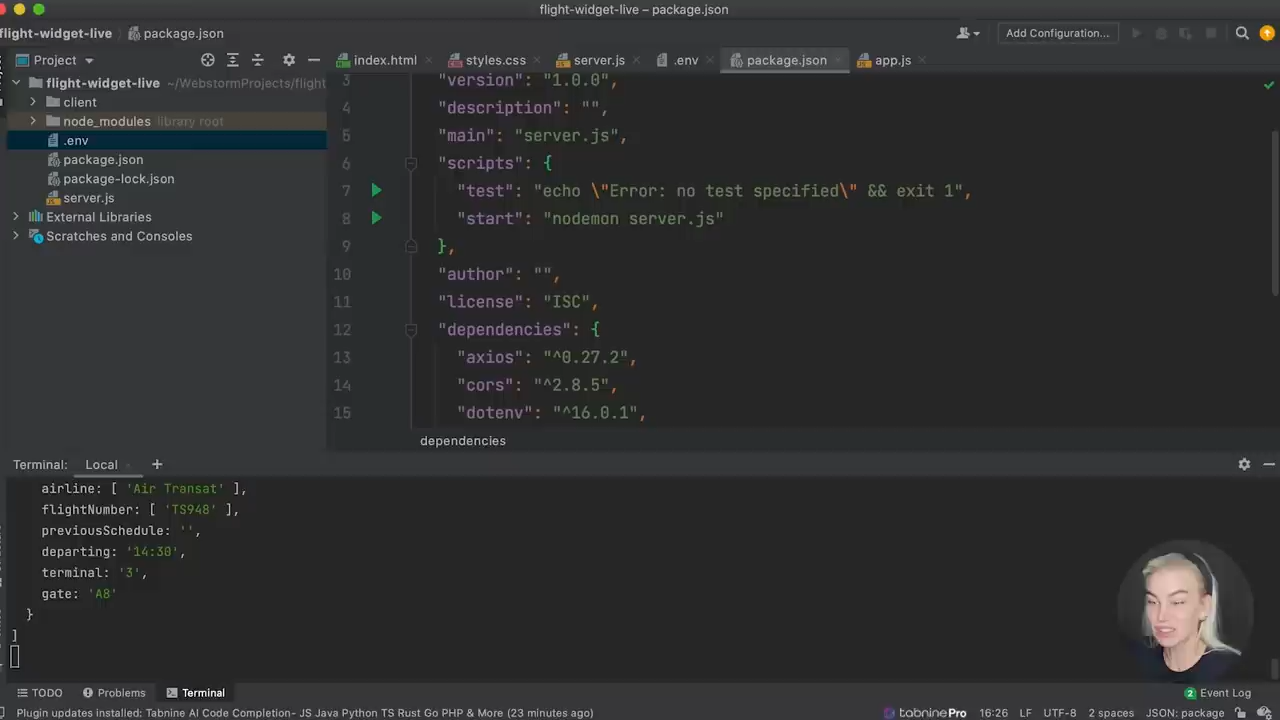 flight-widget-live – package.json
flight-widget-live
package.json
Add Configuration...
Project
index.html
styles.css
server.js
.env
package.json
app.js
flight-widget-live ~/WebstormProjects/flight
client
node_modules library root
.env
package.json
package-lock.json
server.js
External Libraries
Scratches and Consoles
3 "version": "1.0.0",
4 "description": "",
5 "main": "server.js",
6 "scripts": {
7 "test": "echo \"Error: no test specified\" && exit 1",
8 "start": "nodemon server.js"
9 },
10 "author": "",
11 "license": "ISC",
12 "dependencies": {
13 "axios": "^0.27.2",
14 "cors": "^2.8.5",
15 "dotenv": "^16.0.1",
dependencies
Terminal: Local
airline: [ 'Air Transat' ],
flightNumber: [ 'TS948' ],
previousSchedule: '',
departing: '14:30',
terminal: '3',
gate: 'A8'
}
]
TODO
Problems
Terminal
2 Event Log
Plugin updates installed: Tabnine AI Code Completion- JS Java Python TS Rust Go PHP & More (23 minutes ago)
tabninePro
16:26
LF
UTF-8
2 spaces
JSON: package